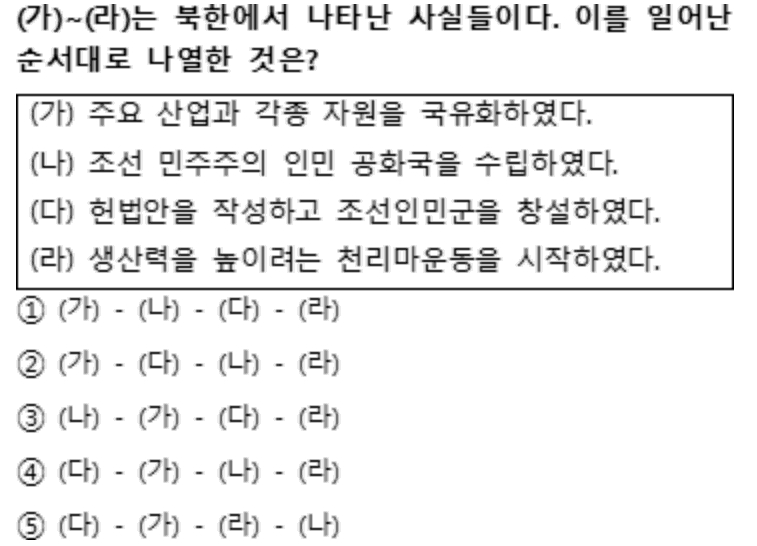 (가)~(라)는 북한에서 나타난 사실들이다. 이를 일어난
순서대로 나열한 것은?
(가) 주요 산업과 각종 자원을 국유화하였다.
(나) 조선 민주주의 인민 공화국을 수립하였다.
(다) 헌법안을 작성하고 조선인민군을 창설하였다.
(라) 생산력을 높이려는 천리마운동을 시작하였다.
① (가) - (나) - (다) - (라)
② (가) - (다) - (나) - (라)
③ (나) - (가) - (다) - (라)
④ (다) - (가) - (나) - (라)
⑤ (다) - (가) - (라) - (나)